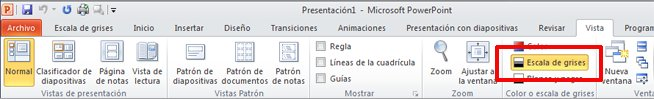 Presentación1 - Microsoft PowerPoint
Archivo Escala de grises Inicio Insertar Diseño Transiciones Animaciones Presentación con diapositivas Revisar Vista Program
Normal Clasificador de diapositivas Página de notas Vista de lectura
Vistas de presentación
Patrón de diapositivas Patrón de documentos Patrón de notas
Vistas Patrón
Regla
Líneas de la cuadrícula
Guías
Mostrar
Zoom Ajustar a la ventana
Zoom
Escala de grises
Color o escala de grises
Nueva ventana